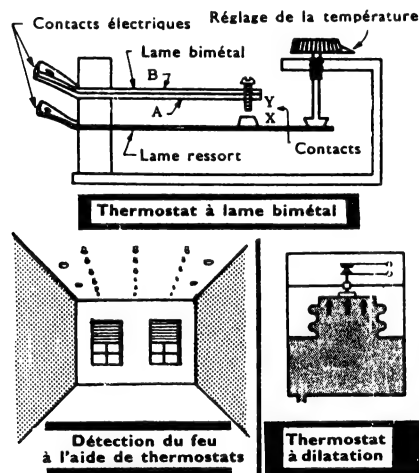 Contacts électriques
Réglage de la température
Lame bimétal
B
A
Y
X
Lame ressort
Contacts
Thermostat à lame bimétal
Détection du feu
à l'aide de thermostats
Thermostat
à dilatation